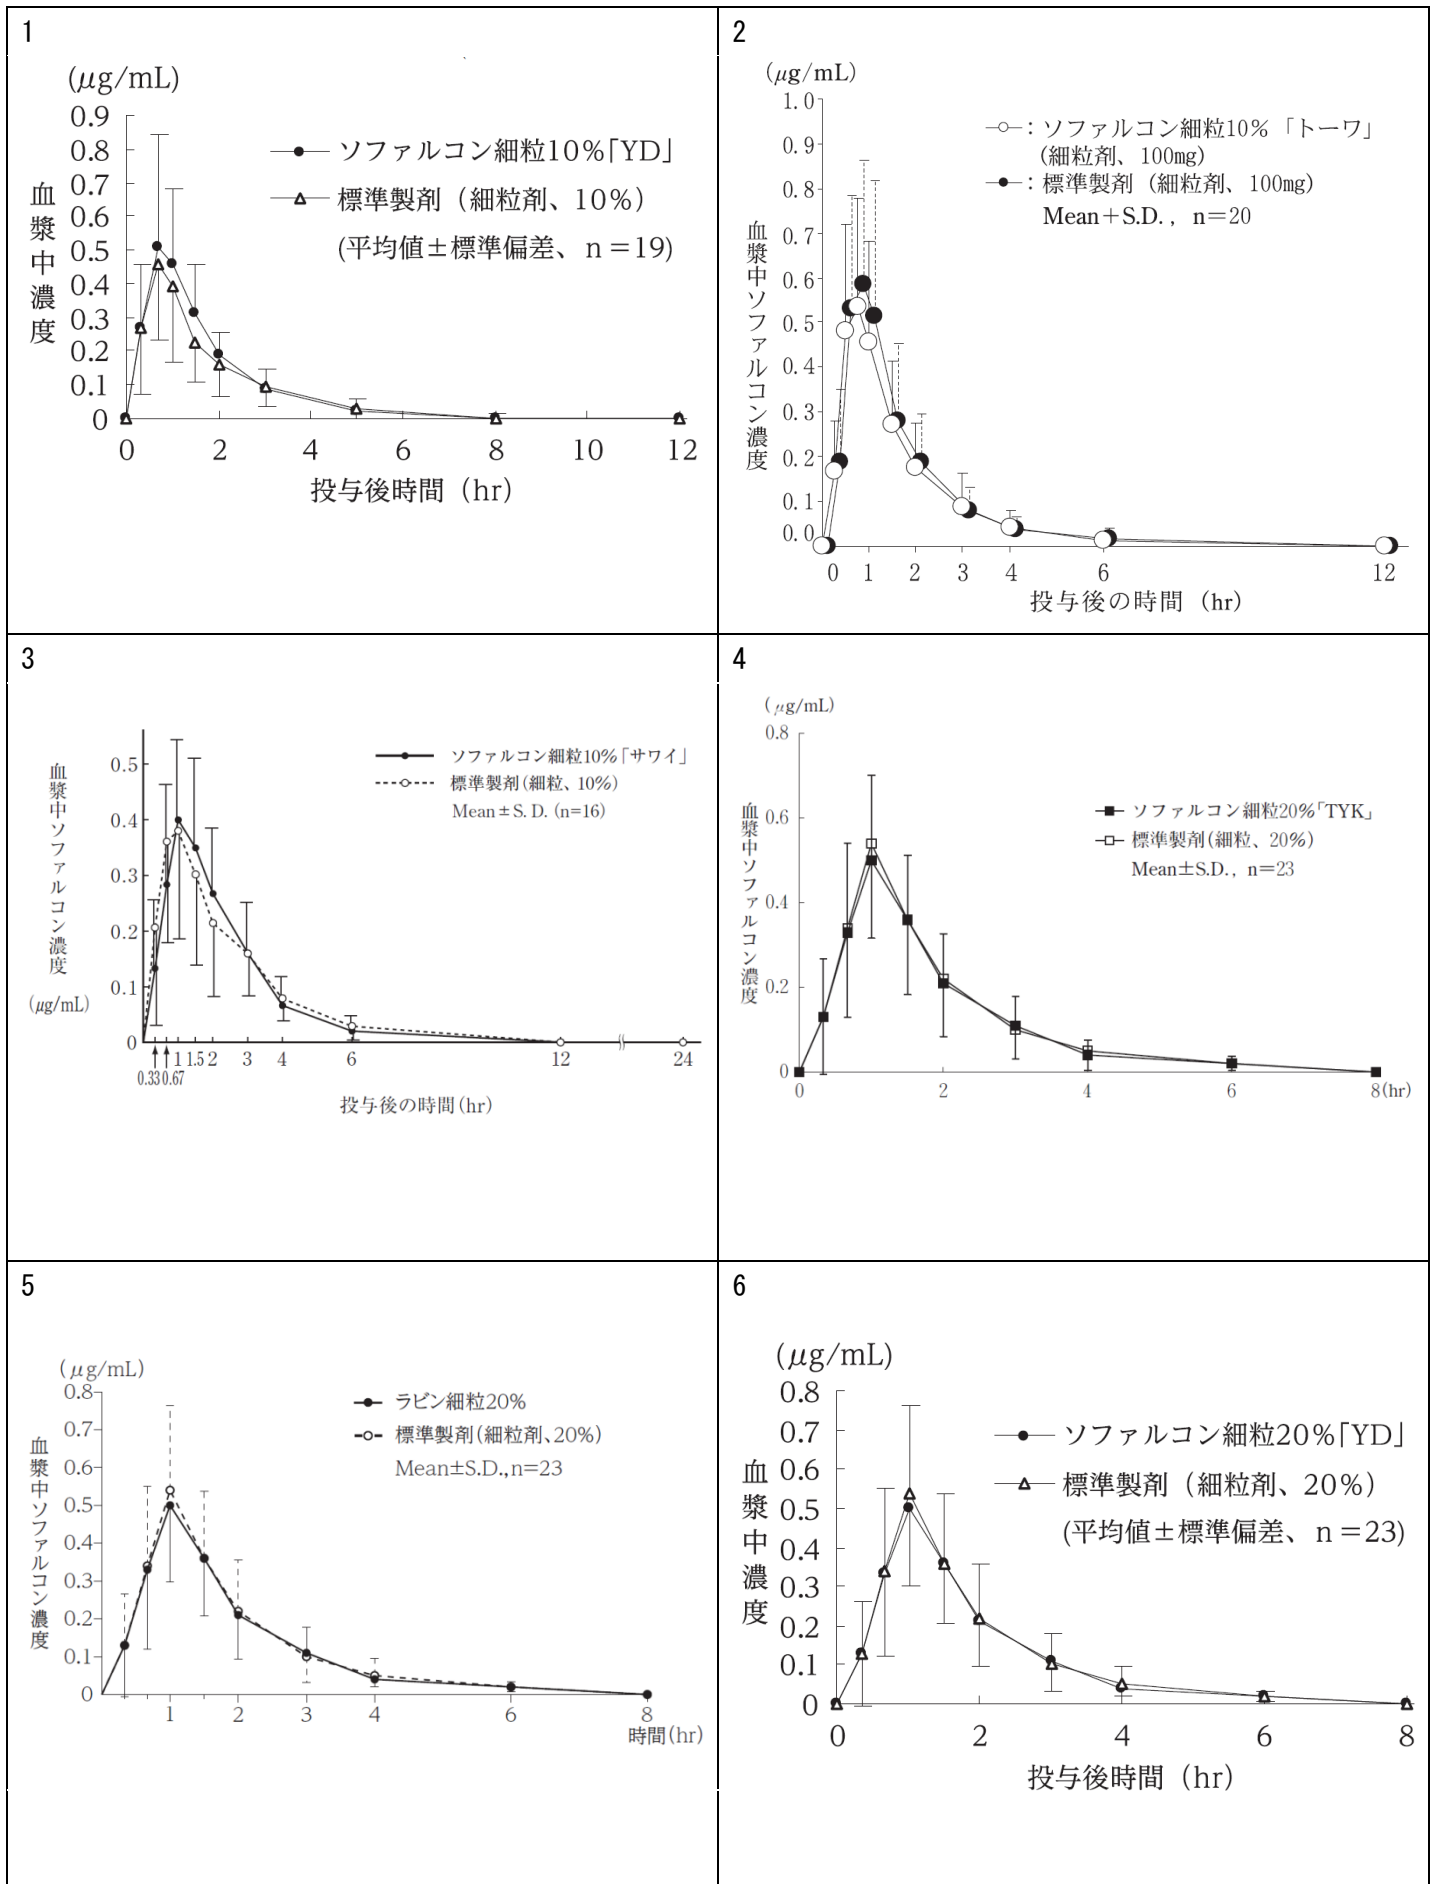 1
(μg/mL)
0.9
0.8
0.7
0.6
0.5
0.4
0.3
0.2
0.1
0
血漿中濃度
ソファルコン細粒10%「YD」
標準製剤（細粒剤、10%）
(平均値±標準偏差、n＝19)
0 2 4 6 8 10 12
投与後時間（hr）
2
(μg/mL)
1.0
0.9
0.8
0.7
0.6
0.5
0.4
0.3
0.2
0.1
0.0
血漿中ソファルコン濃度
：ソファルコン細粒10%「トーワ」
(細粒剤、100mg)
：標準製剤 (細粒剤、100mg)
Mean＋S.D., n＝20
0 1 2 3 4 6 12
投与後の時間 (hr)
3
血漿中ソファルコン濃度
(μg/mL)
0.5
0.4
0.3
0.2
0.1
0
ソファルコン細粒10%「サワイ」
標準製剤(細粒、10%)
Mean±S.D. (n=16)
1 1.5 2 3 4 6 12 24
0.33 0.67
投与後の時間(hr)
4
(μg/mL)
0.8
0.6
0.4
0.2
0
血漿中ソファルコン濃度
ソファルコン細粒20%「TYK」
標準製剤(細粒、20%)
Mean±S.D., n=23
0 2 4 6 8(hr)
5
(μg/mL)
0.8
0.7
0.6
0.5
0.4
0.3
0.2
0.1
0
血漿中ソファルコン濃度
ラビン細粒20%
標準製剤(細粒剤、20%)
Mean±S.D.,n=23
1 2 3 4 6 8
時間(hr)
6
(μg/mL)
0.8
0.7
0.6
0.5
0.4
0.3
0.2
0.1
0
血漿中濃度
ソファルコン細粒20%「YD」
標準製剤（細粒剤、20%）
(平均値±標準偏差、n＝23)
0 2 4 6 8
投与後時間（hr）